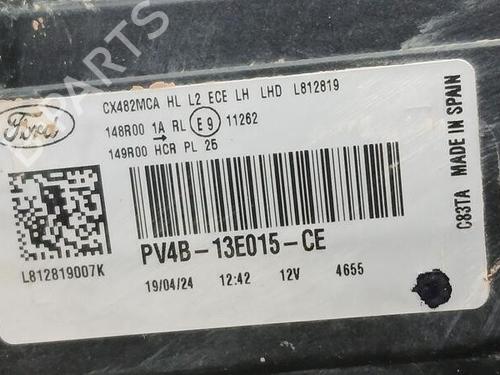 Ford
CX482MCA HL L2 ECE LH LHD L812819
148R00 1A RL E9 11262
149R00 HCR PL 25
L812819007K
PV4B-13E015-CE
19/04/24 12:42 12V 4655
C83TA MADE IN SPAIN